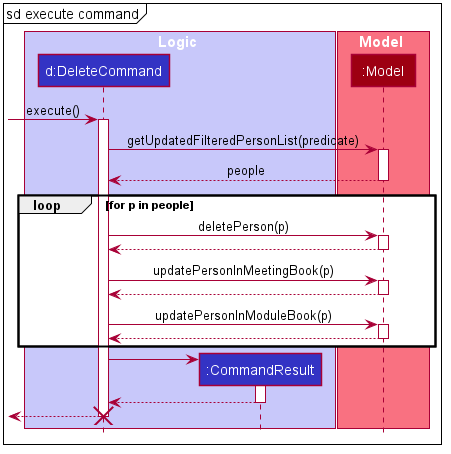 sd execute command
Logic
Model
d:DeleteCommand
:Model
execute()
getUpdatedFilteredPersonList(predicate)
people
loop
[for p in people]
deletePerson(p)
updatePersonInMeetingBook(p)
updatePersonInModuleBook(p)
:CommandResult